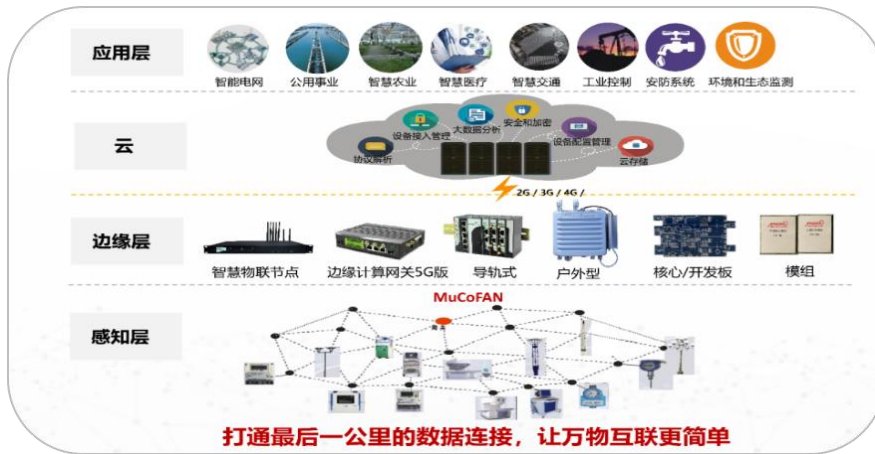 应用层
智能电网 公用事业 智慧农业 智慧医疗 智慧交通 工业控制 安防系统 环境和生态监测
云
协议解析 设备接入管理 大数据分析 安全和加密 设备配置管理 云存储
2G / 3G / 4G /
边缘层
智慧物联节点 边缘计算网关5G版 导轨式 户外型 核心/开发板 模组
MuCoFAN
感知层
打通最后一公里的数据连接，让万物互联更简单